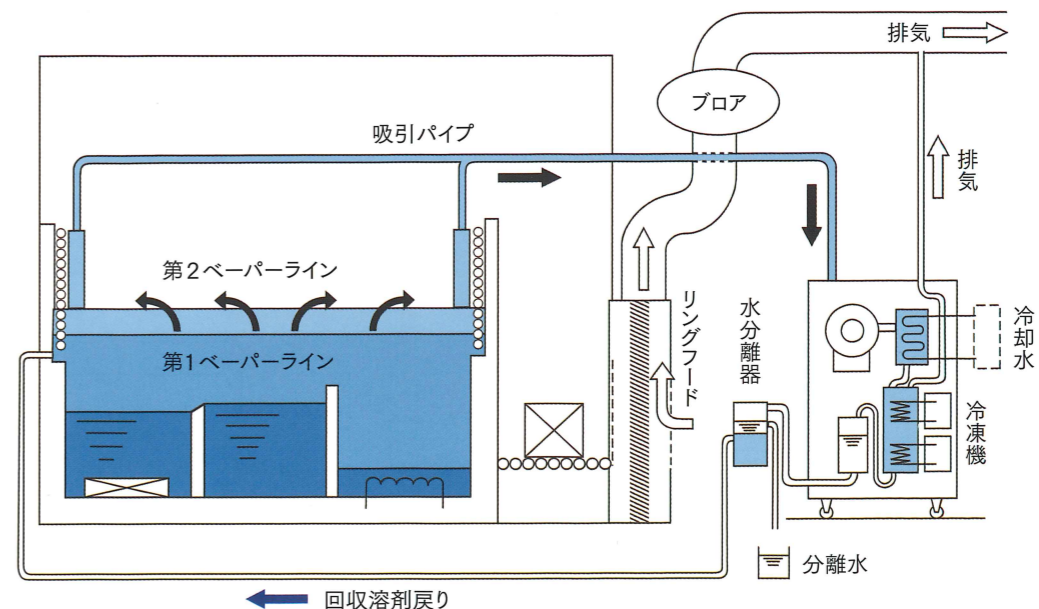 排気
ブロア
吸引パイプ
排気
第2ベーパーライン
第1ベーパーライン
リングフード
水分離器
冷却水
冷凍機
分離水
回収溶剤戻り